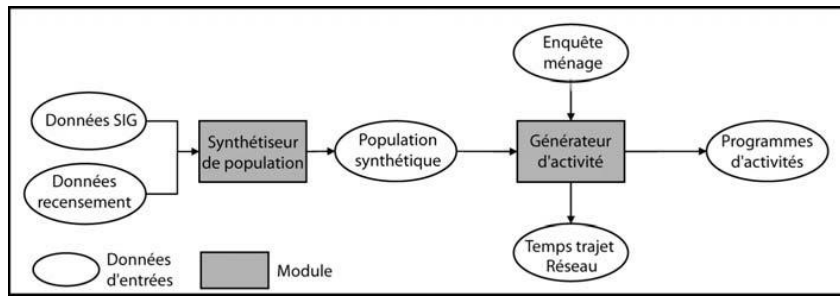 Enquête
ménage
Données SIG
Synthétiseur
de population
Population
synthétique
Générateur
d'activité
Programmes
d'activités
Données
recensement
Temps trajet
Réseau
Données
d'entrées
Module